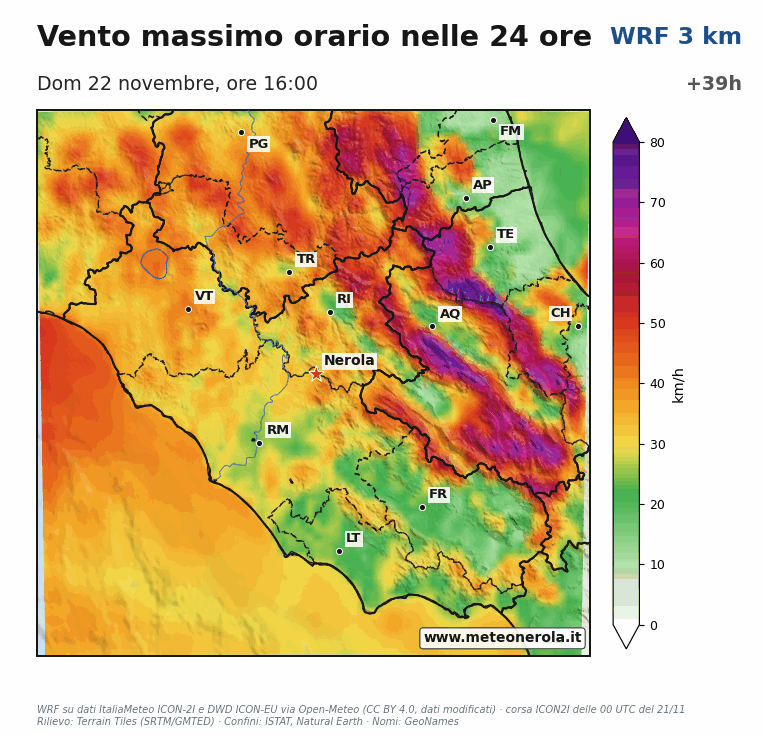 Vento massimo orario nelle 24 ore WRF 3 km
Dom 22 novembre, ore 16:00 +39h
FM
PG
AP
TE
TR
VT
RI
AQ
CH
Nerola
RM
FR
LT
80
70
60
50
40
30
20
10
0
km/h
www.meteonerola.it
WRF su dati ItaliaMeteo ICON-2I e DWD ICON-EU via Open-Meteo (CC BY 4.0, dati modificati) · corsa ICON2I delle 00 UTC del 21/11
Rilievo: Terrain Tiles (SRTM/GMTED) · Confini: ISTAT, Natural Earth · Nomi: GeoNames